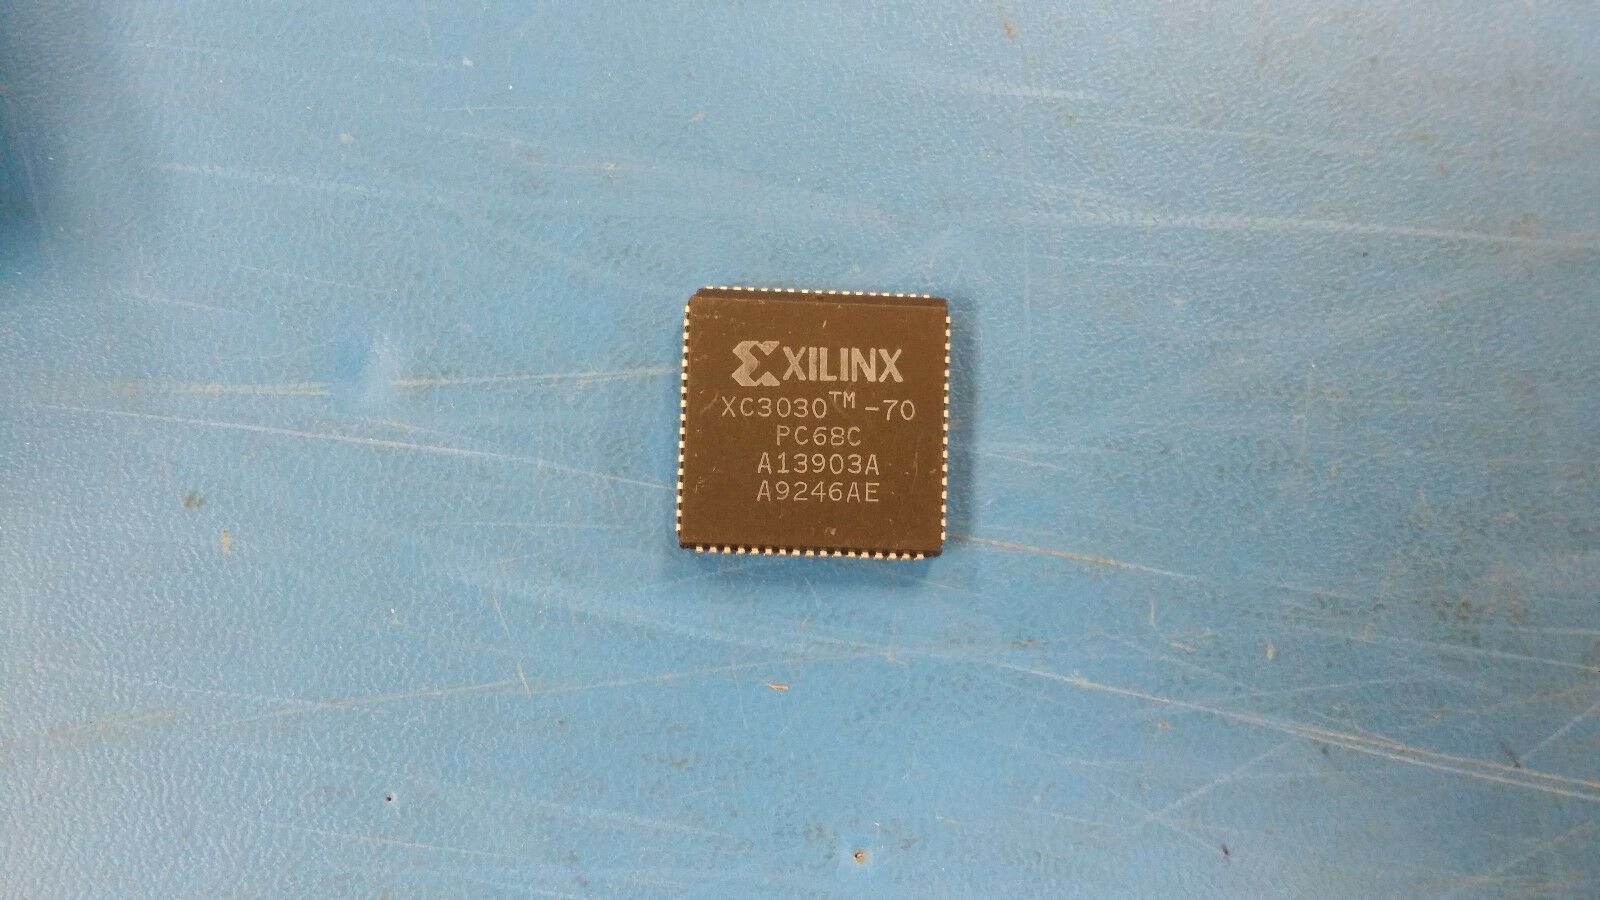 XILINX
XC3030™-70
PC68C
A13903A
A9246AE